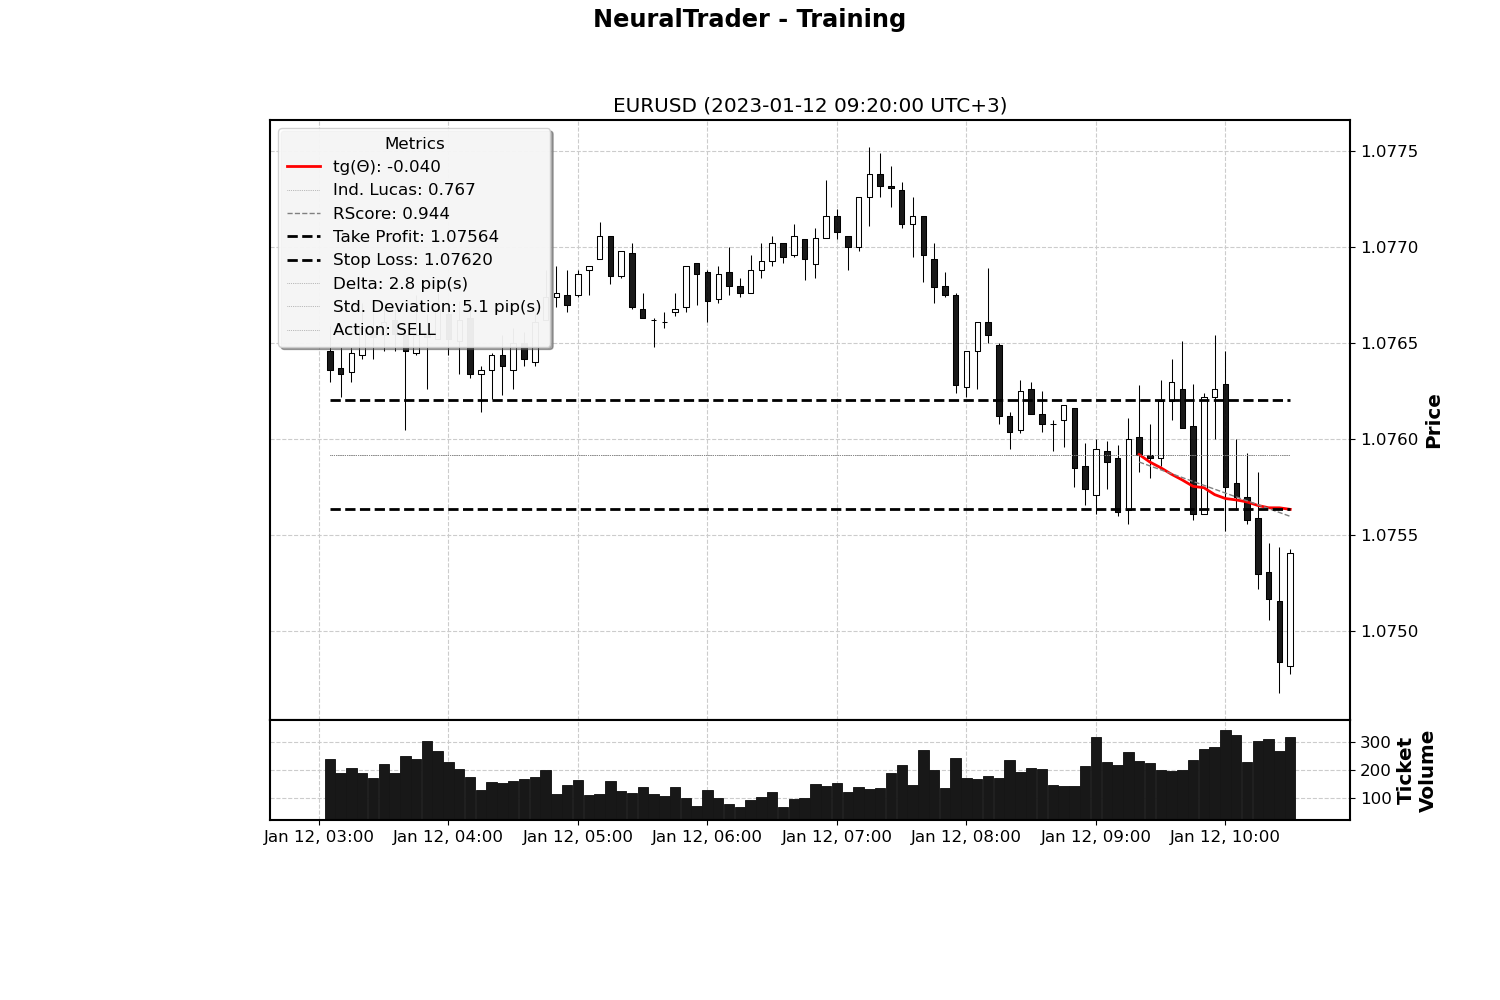 NeuralTrader - Training
EURUSD (2023-01-12 09:20:00 UTC+3)
Metrics
tg(Θ): -0.040
Ind. Lucas: 0.767
RScore: 0.944
Take Profit: 1.07564
Stop Loss: 1.07620
Delta: 2.8 pip(s)
Std. Deviation: 5.1 pip(s)
Action: SELL
1.0775
1.0770
1.0765
1.0760
1.0755
1.0750
Price
300
200
100
Ticket
Volume
Jan 12, 03:00
Jan 12, 04:00
Jan 12, 05:00
Jan 12, 06:00
Jan 12, 07:00
Jan 12, 08:00
Jan 12, 09:00
Jan 12, 10:00